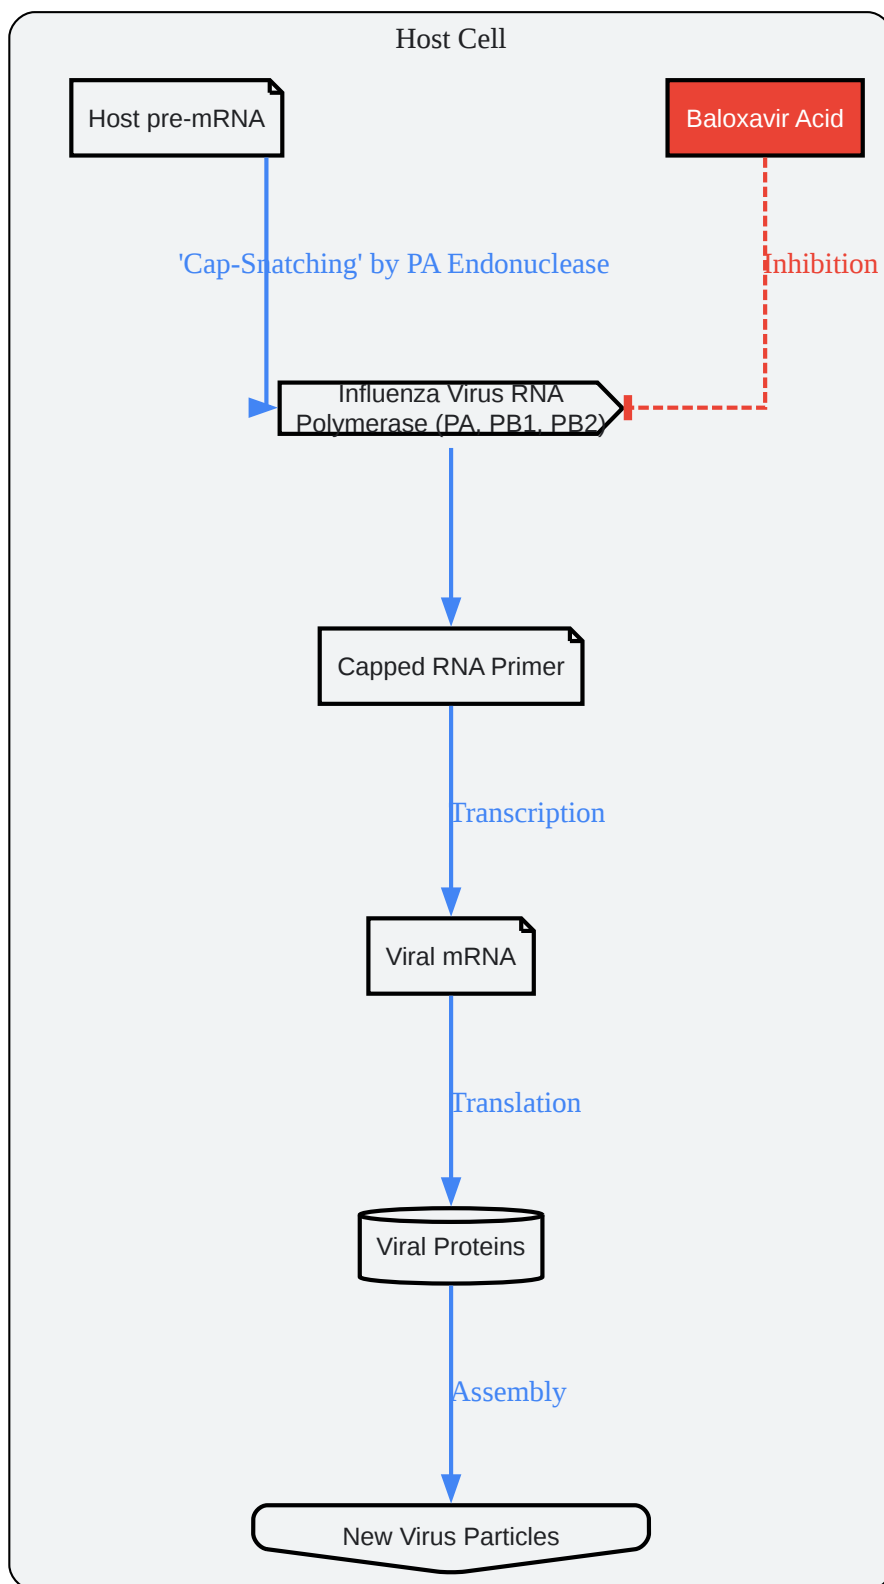 Host Cell
Host pre-mRNA
Baloxavir Acid
'Cap-Snatching' by PA Endonuclease
Inhibition
Influenza Virus RNA
Polymerase (PA, PB1, PB2)
Capped RNA Primer
Transcription
Viral mRNA
Translation
Viral Proteins
Assembly
New Virus Particles